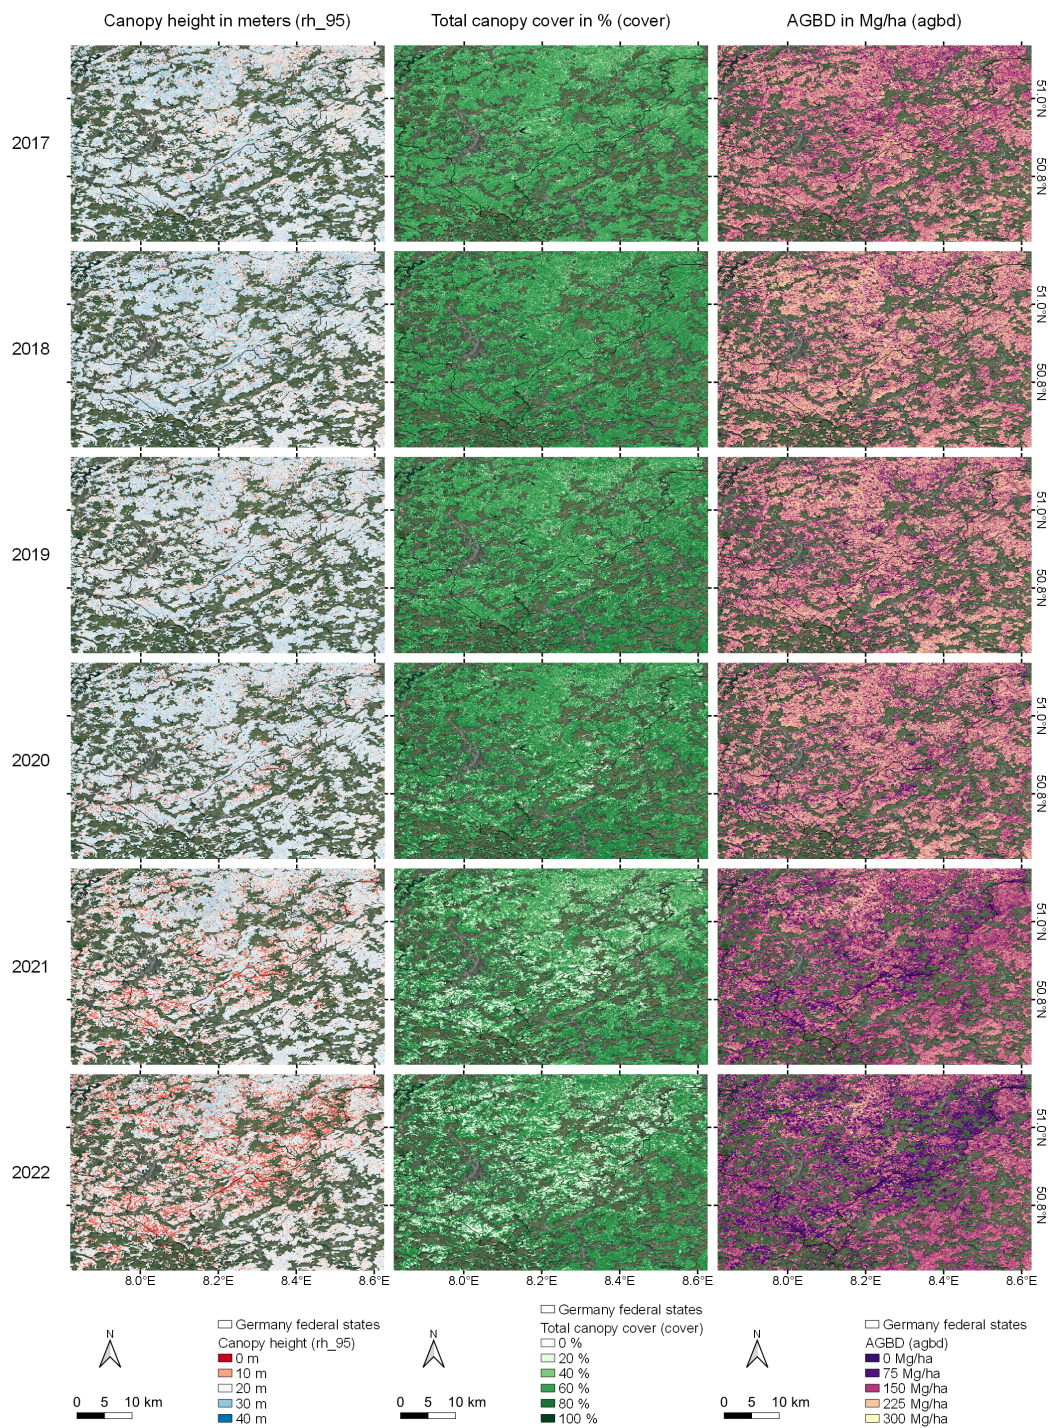 Canopy height in meters (rh_95)
Total canopy cover in % (cover)
AGBD in Mg/ha (agbd)
2017
51.0°N
50.8°N
2018
51.0°N
50.8°N
2019
51.0°N
50.8°N
2020
51.0°N
50.8°N
2021
51.0°N
50.8°N
2022
51.0°N
50.8°N
8.0°E 8.2°E 8.4°E 8.6°E
8.0°E 8.2°E 8.4°E 8.6°E
8.0°E 8.2°E 8.4°E 8.6°E
N
0 5 10 km
Germany federal states
Canopy height (rh_95)
0 m
10 m
20 m
30 m
40 m
N
0 5 10 km
Germany federal states
Total canopy cover (cover)
0 %
20 %
40 %
60 %
80 %
100 %
N
0 5 10 km
Germany federal states
AGBD (agbd)
0 Mg/ha
75 Mg/ha
150 Mg/ha
225 Mg/ha
300 Mg/ha